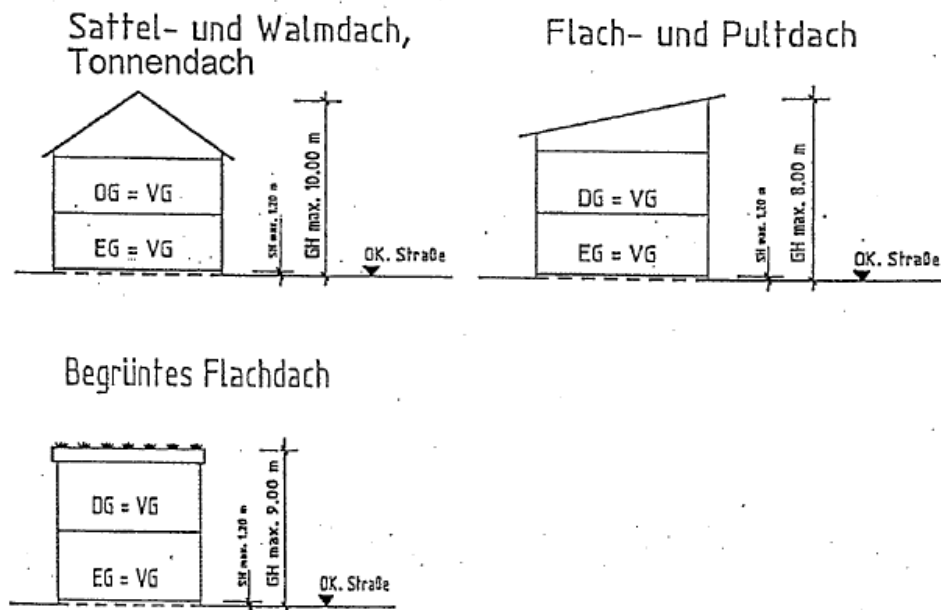 Sattel- und Walmdach,
Tonnendach
OG = VG
EG = VG
SH max. 1.20 m
GH max. 10.00 m
OK. Straße
Flach- und Pultdach
DG = VG
EG = VG
SH max. 1.20 m
GH max. 8.00 m
OK. Straße
Begrüntes Flachdach
DG = VG
EG = VG
SH max. 1.20 m
GH max. 9.00 m
OK. Straße